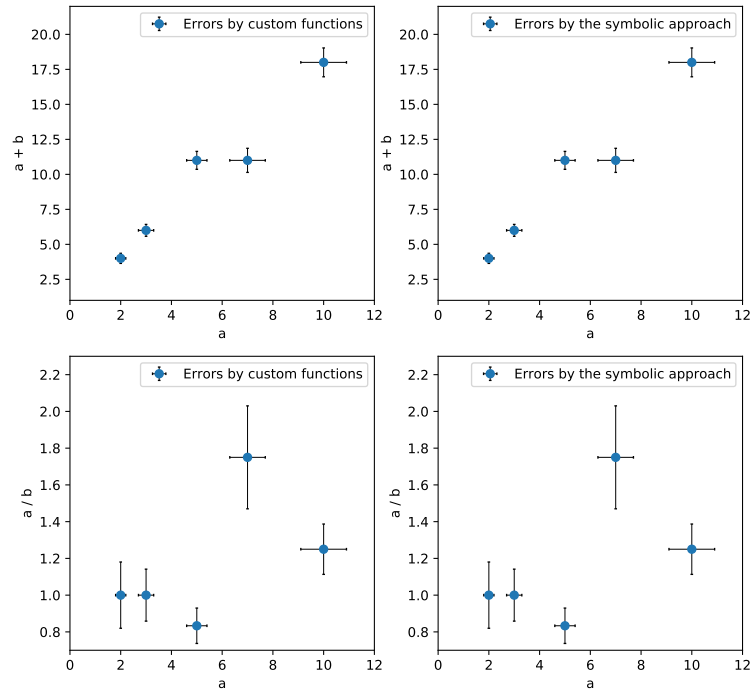 Errors by custom functions
20.0
17.5
15.0
12.5
10.0
7.5
5.0
2.5
a + b
0 2 4 6 8 10 12
a
Errors by the symbolic approach
20.0
17.5
15.0
12.5
10.0
7.5
5.0
2.5
a + b
0 2 4 6 8 10 12
a
Errors by custom functions
2.2
2.0
1.8
1.6
1.4
1.2
1.0
0.8
a / b
0 2 4 6 8 10 12
a
Errors by the symbolic approach
2.2
2.0
1.8
1.6
1.4
1.2
1.0
0.8
a / b
0 2 4 6 8 10 12
a